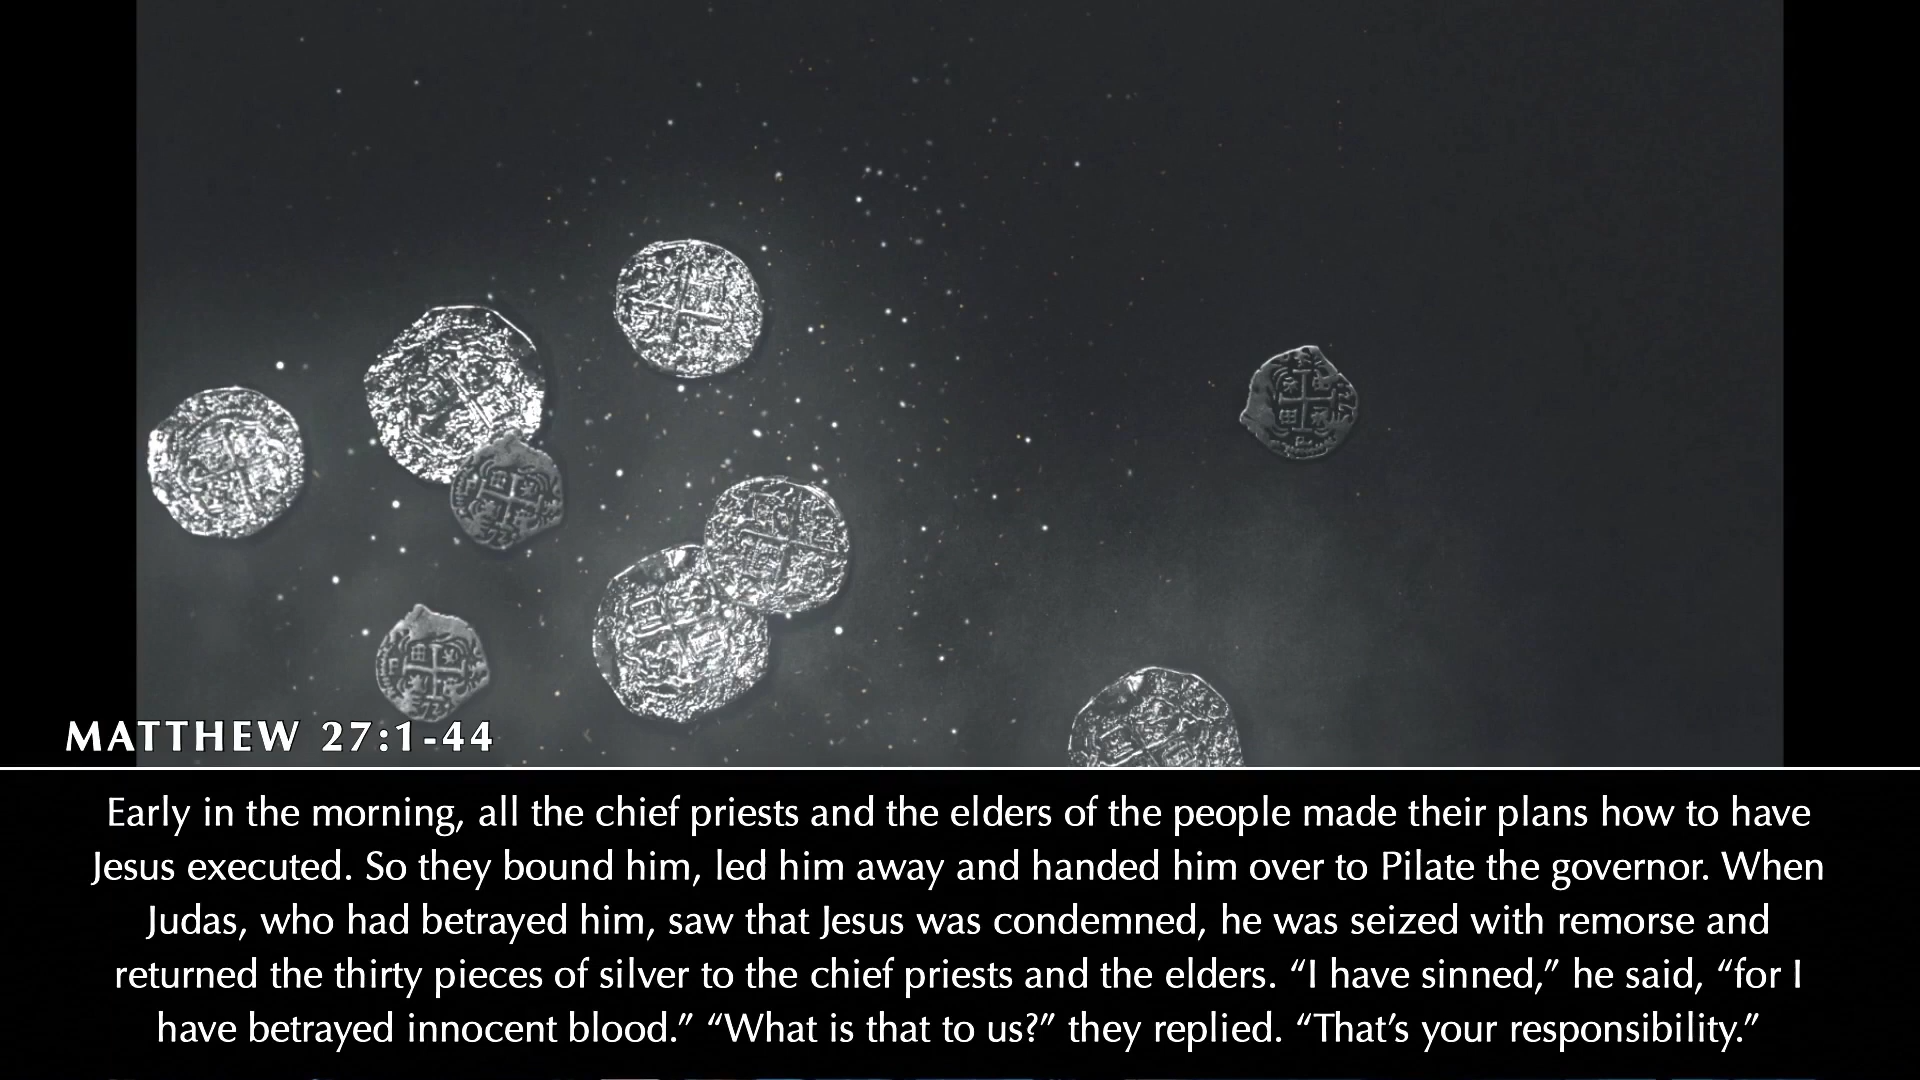 MATTHEW 27:1-44
Early in the morning, all the chief priests and the elders of the people made their plans how to have
Jesus executed. So they bound him, led him away and handed him over to Pilate the governor. When
Judas, who had betrayed him, saw that Jesus was condemned, he was seized with remorse and
returned the thirty pieces of silver to the chief priests and the elders. “I have sinned,” he said, “for I
have betrayed innocent blood.” “What is that to us?” they replied. “That’s your responsibility.”